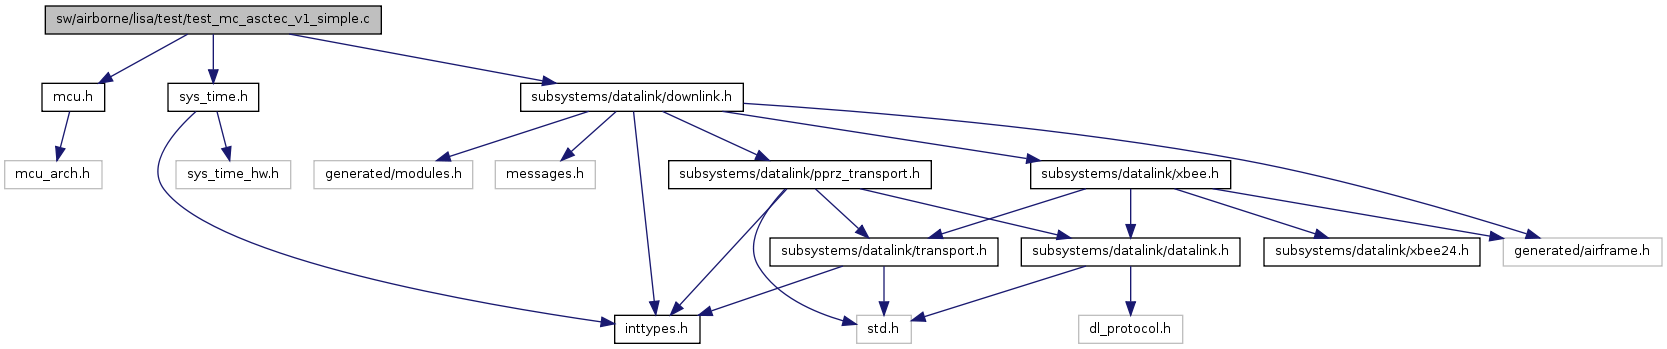 sw/airborne/lisa/test/test_mc_asctec_v1_simple.c
mcu.h
sys_time.h
subsystems/datalink/downlink.h
mcu_arch.h
sys_time_hw.h
generated/modules.h
messages.h
subsystems/datalink/pprz_transport.h
subsystems/datalink/xbee.h
subsystems/datalink/transport.h
subsystems/datalink/datalink.h
subsystems/datalink/xbee24.h
generated/airframe.h
inttypes.h
std.h
dl_protocol.h